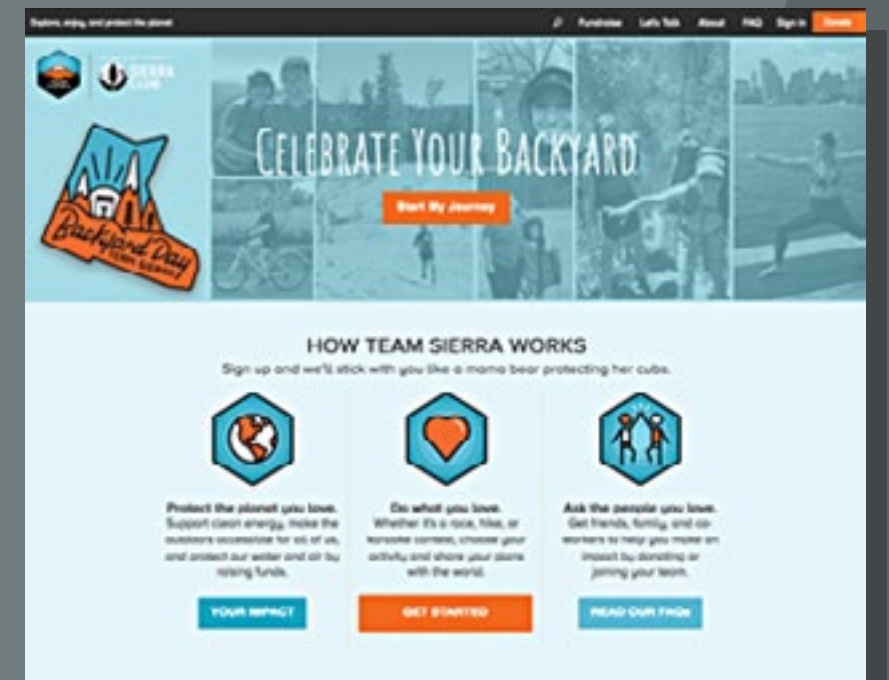 Explore, enjoy, and protect the planet
Fundraise Let's Talk About FAQ Sign In Donate
SIERRA
CLUB
CELEBRATE YOUR BACKYARD
Start My Journey
Backyard Day
TEAM SIERRA
HOW TEAM SIERRA WORKS
Sign up and we'll stick with you like a mama bear protecting her cubs.
Protect the planet you love.
Support clean energy, make the
outdoors accessible for all of us,
and protect our water and air by
raising funds.
YOUR IMPACT
Do what you love.
Whether it's a race, hike, or
karaoke contest, choose your
activity and share your plans
with the world.
GET STARTED
Ask the people you love.
Get friends, family, and co-
workers to help you make an
impact by donating or
joining your team.
READ OUR FAQs